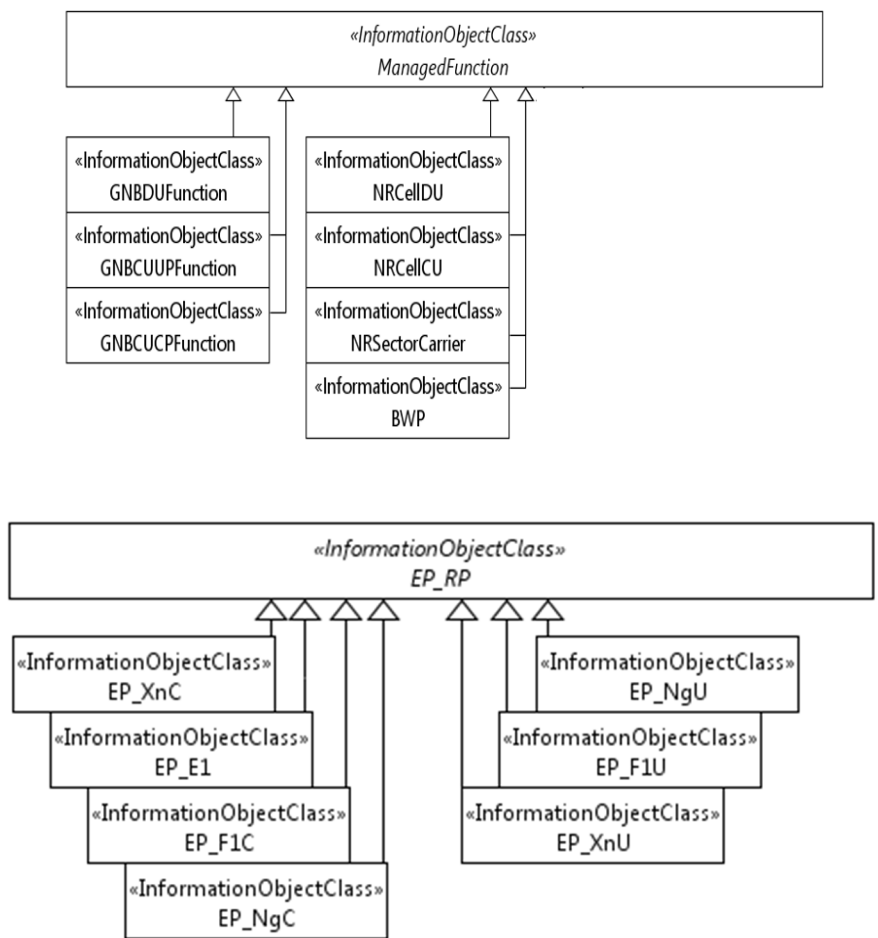 «InformationObjectClass»
ManagedFunction
«InformationObjectClass»
GNBDUFunction
«InformationObjectClass»
GNBCUUPFunction
«InformationObjectClass»
GNBCUCPFunction
«InformationObjectClass»
NRCellDU
«InformationObjectClass»
NRCellCU
«InformationObjectClass»
NRSectorCarrier
«InformationObjectClass»
BWP
«InformationObjectClass»
EP_RP
«InformationObjectClass»
EP_XnC
«InformationObjectClass»
EP_E1
«InformationObjectClass»
EP_F1C
«InformationObjectClass»
EP_NgC
«InformationObjectClass»
EP_NgU
«InformationObjectClass»
EP_F1U
«InformationObjectClass»
EP_XnU